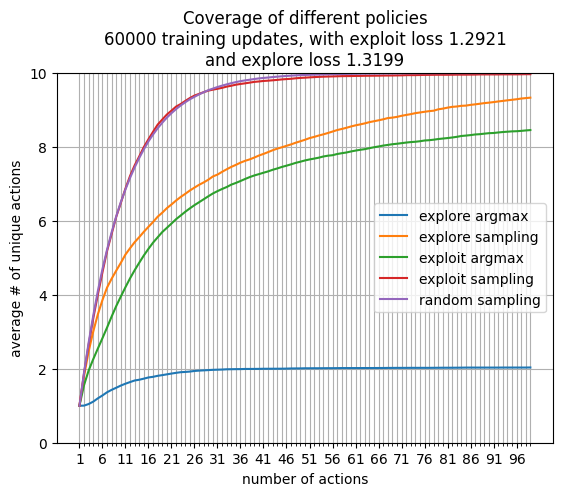 Coverage of different policies
60000 training updates, with exploit loss 1.2921
and explore loss 1.3199
10
8
6
4
2
0
average # of unique actions
explore argmax
explore sampling
exploit argmax
exploit sampling
random sampling
1 6 11 16 21 26 31 36 41 46 51 56 61 66 71 76 81 86 91 96
number of actions